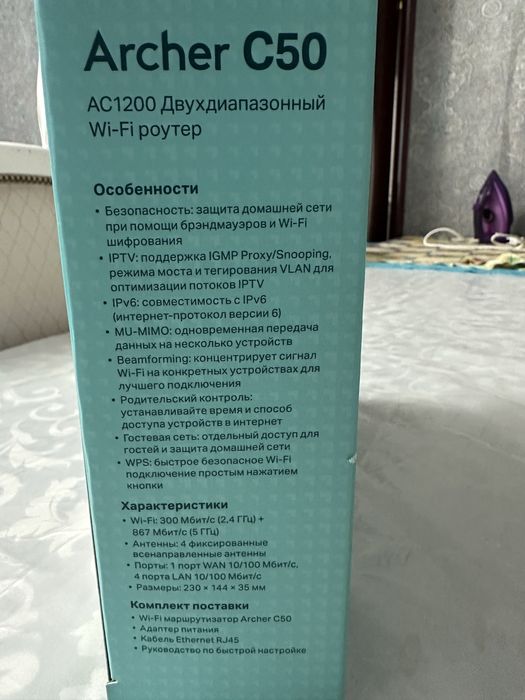 Archer C50
AC1200 Двухдиапазонный
Wi-Fi роутер
Особенности
• Безопасность: защита домашней сети
при помощи брэндмауэров и Wi-Fi
шифрования
• IPTV: поддержка IGMP Proxy/Snooping,
режима моста и тегирования VLAN для
оптимизации потоков IPTV
• IPv6: совместимость с IPv6
(интернет-протокол версии 6)
• MU-MIMO: одновременная передача
данных на несколько устройств
• Beamforming: концентрирует сигнал
Wi-Fi на конкретных устройствах для
лучшего подключения
• Родительский контроль:
устанавливайте время и способ
доступа устройств в интернет
• Гостевая сеть: отдельный доступ для
гостей и защита домашней сети
• WPS: быстрое безопасное Wi-Fi
подключение простым нажатием
кнопки
Характеристики
• Wi-Fi: 300 Мбит/с (2,4 ГГц) +
867 Мбит/с (5 ГГц)
• Антенны: 4 фиксированные
всенаправленные антенны
• Порты: 1 порт WAN 10/100 Мбит/с,
4 порта LAN 10/100 Мбит/с
• Размеры: 230 × 144 × 35 мм
Комплект поставки
• Wi-Fi маршрутизатор Archer C50
• Адаптер питания
• Кабель Ethernet RJ45
• Руководство по быстрой настройке